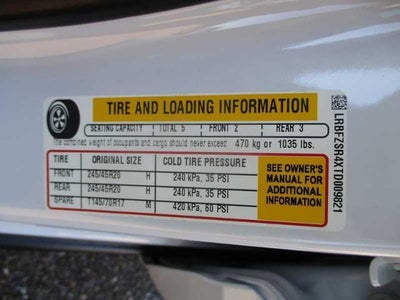 TIRE AND LOADING INFORMATION
SEATING CAPACITY TOTAL 5 FRONT 2 REAR 3
The combined weight of occupants and cargo should never exceed 470 kg or 1035 lbs.
TIRE ORIGINAL SIZE COLD TIRE PRESSURE
FRONT 245/45R20 H 240 kPa, 35 PSI
REAR 245/45R20 H 240 kPa, 35 PSI
SPARE T145/70R17 M 420 kPa, 60 PSI
SEE OWNER'S
MANUAL FOR
ADDITIONAL
INFORMATION
LRBFZSR4XTD009821